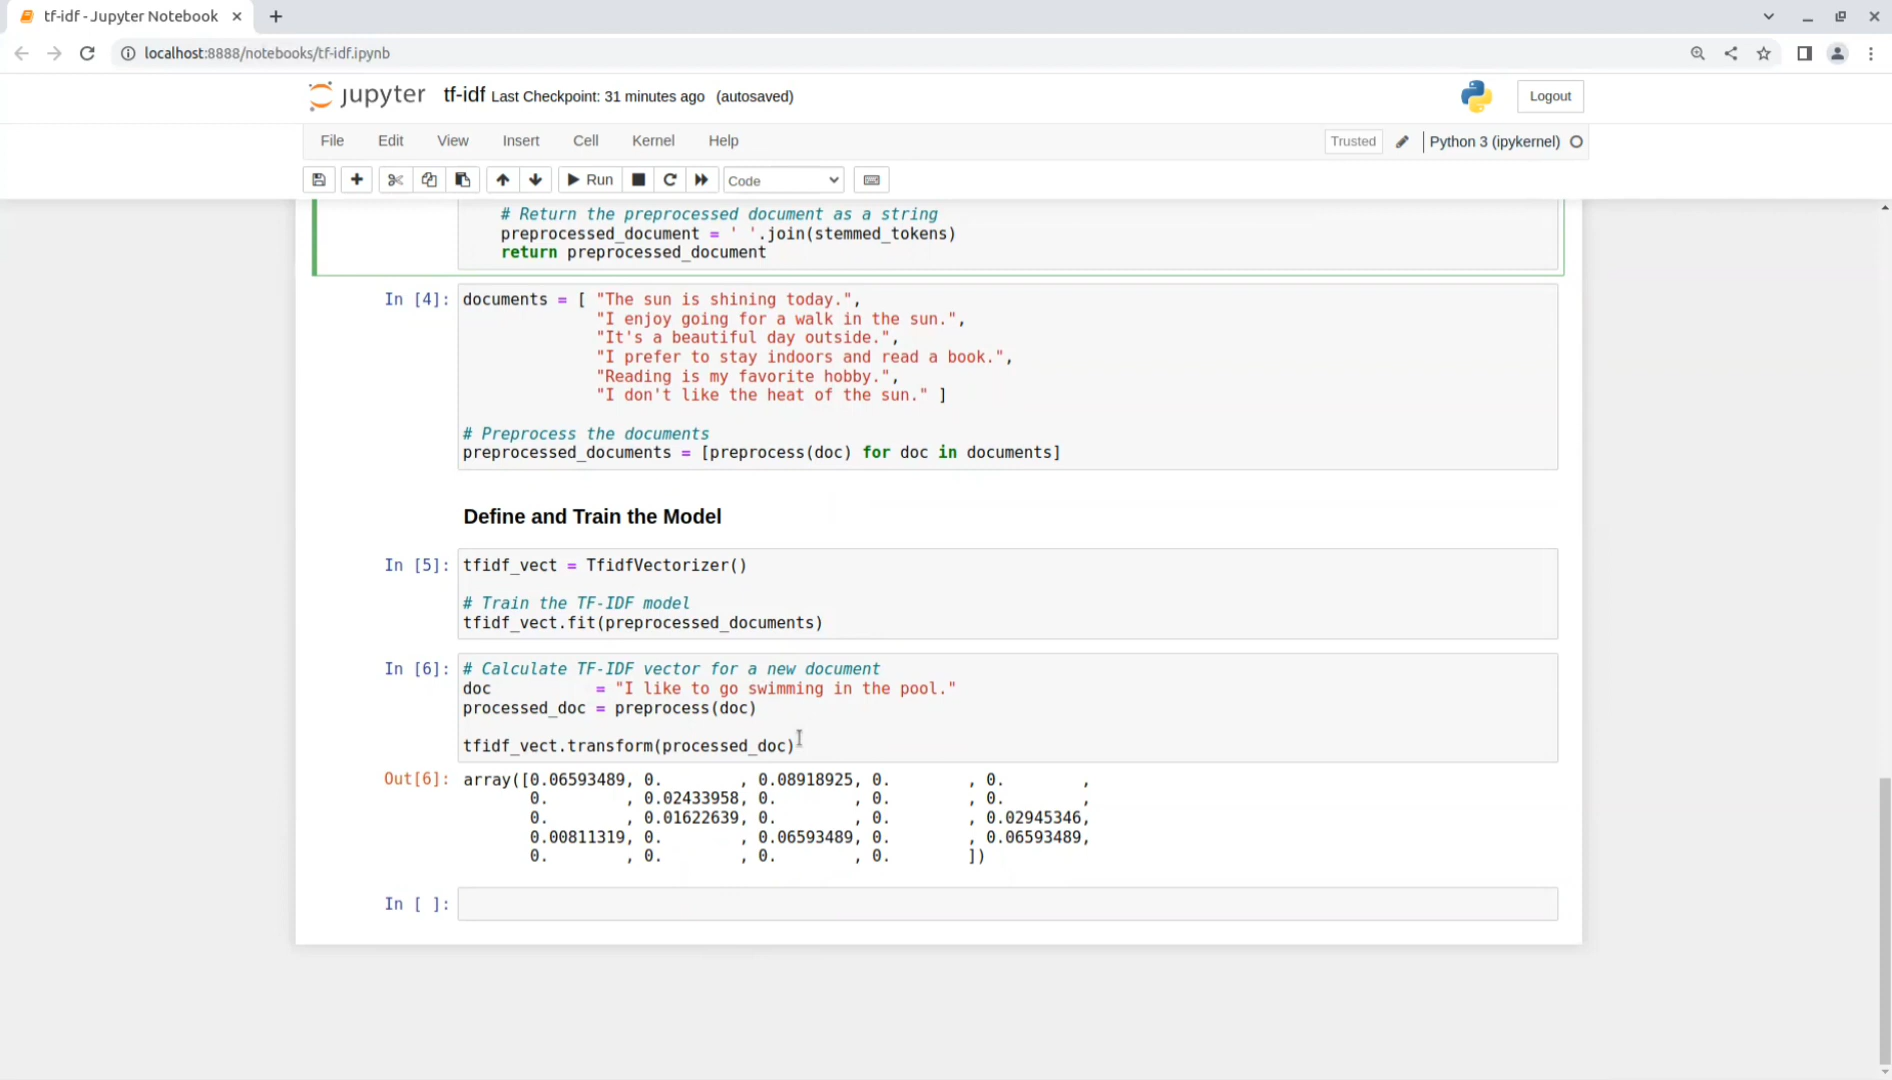 tf-idf - Jupyter Notebook
localhost:8888/notebooks/tf-idf.ipynb
jupyter tf-idf Last Checkpoint: 31 minutes ago (autosaved)
Logout
File Edit View Insert Cell Kernel Help
Trusted Python 3 (ipykernel)
Run Code
# Return the preprocessed document as a string
preprocessed_document = ' '.join(stemmed_tokens)
return preprocessed_document
In [4]: documents = [ "The sun is shining today.",
"I enjoy going for a walk in the sun.",
"It's a beautiful day outside.",
"I prefer to stay indoors and read a book.",
"Reading is my favorite hobby.",
"I don't like the heat of the sun." ]
# Preprocess the documents
preprocessed_documents = [preprocess(doc) for doc in documents]
Define and Train the Model
In [5]: tfidf_vect = TfidfVectorizer()
# Train the TF-IDF model
tfidf_vect.fit(preprocessed_documents)
In [6]: # Calculate TF-IDF vector for a new document
doc = "I like to go swimming in the pool."
processed_doc = preprocess(doc)
tfidf_vect.transform(processed_doc)
Out[6]: array([0.06593489, 0. , 0.08918925, 0. , 0. ,
0. , 0.02433958, 0. , 0. , 0. ,
0. , 0.01622639, 0. , 0. , 0.02945346,
0.00811319, 0. , 0.06593489, 0. , 0.06593489,
0. , 0. , 0. , 0. ])
In [ ]: